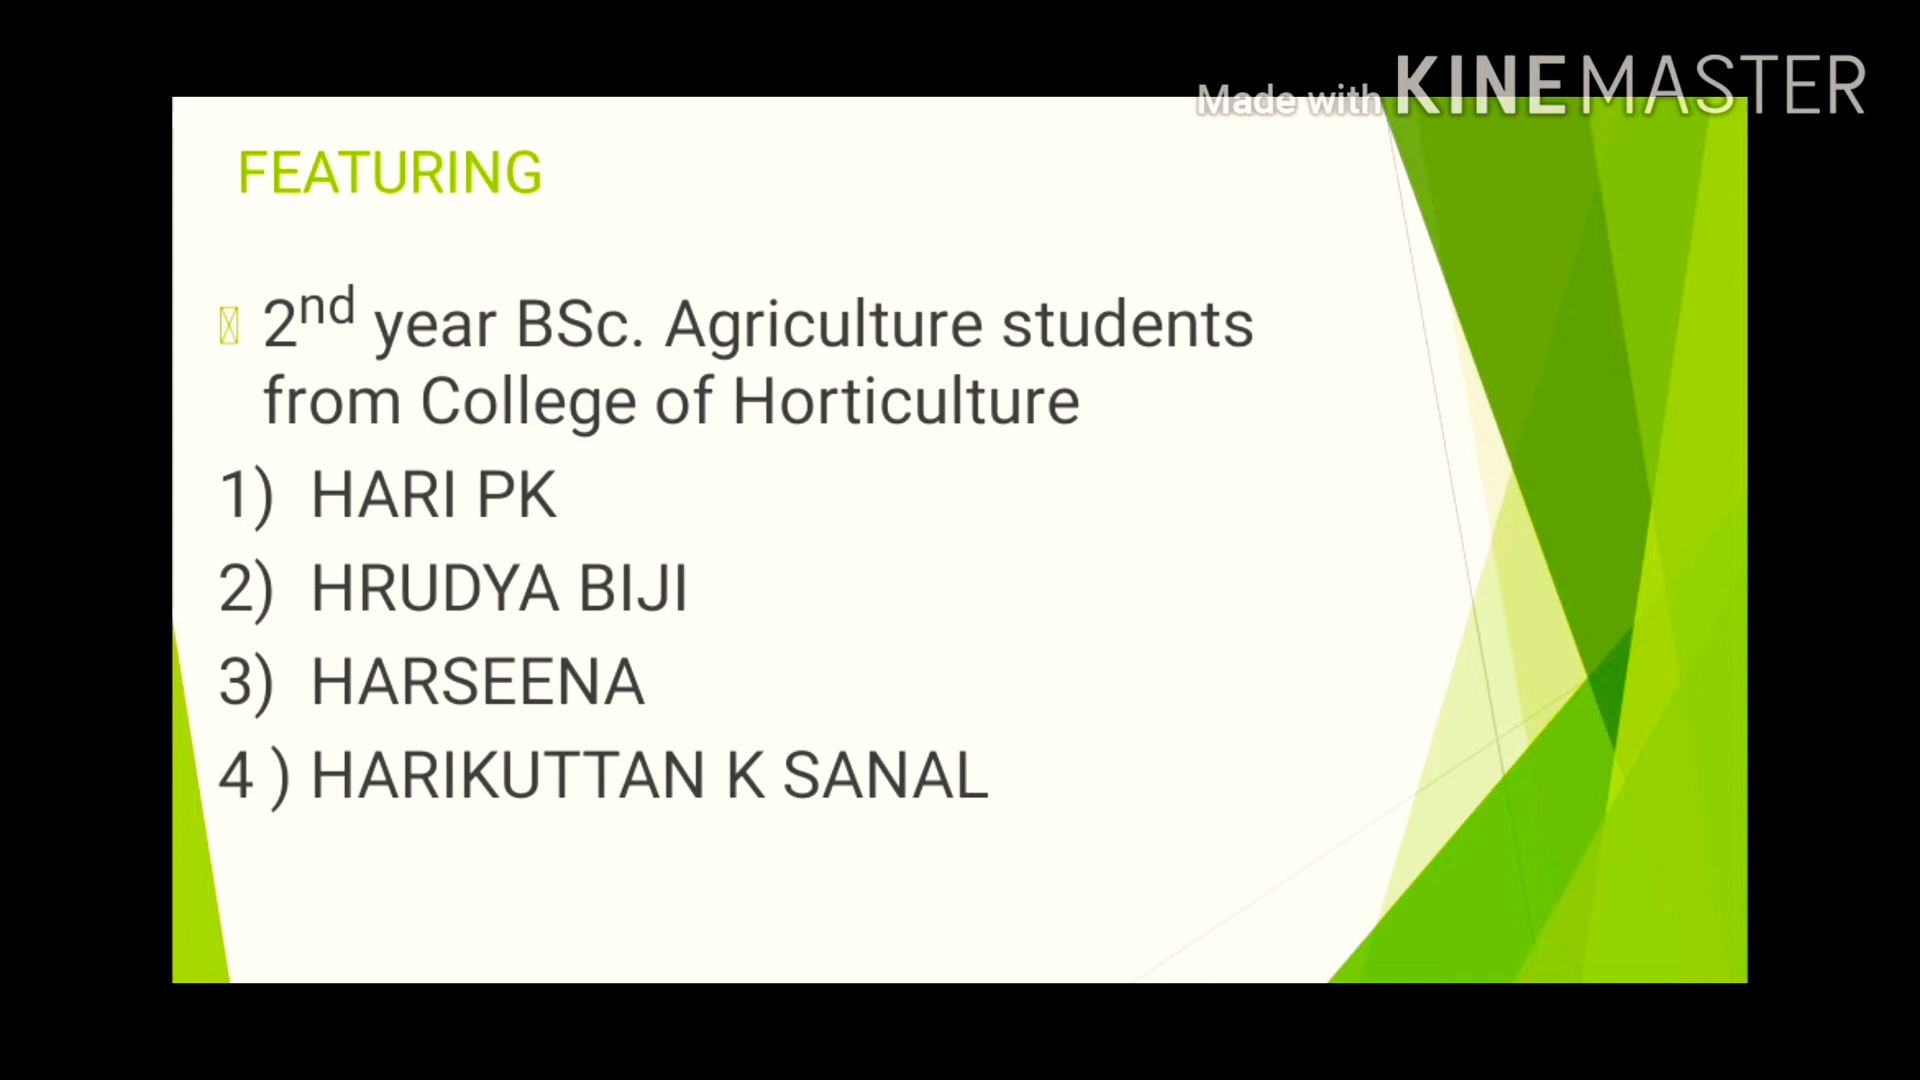 Made with KINEMASTER
FEATURING
2nd year BSc. Agriculture students
from College of Horticulture
1) HARI PK
2) HRUDYA BIJI
3) HARSEENA
4 ) HARIKUTTAN K SANAL